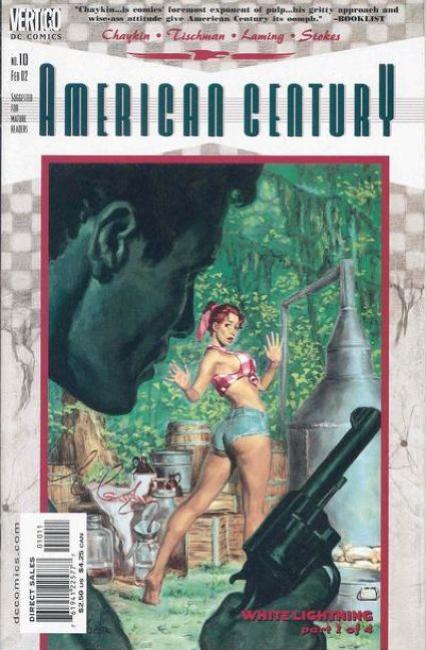 VERTIGO
DC COMICS
"Chaykin...is comics' foremost exponent of pulp...his gritty approach and
wise-ass attitude give American Century its oomph." —BOOKLIST
Chaykin • Tischman • Laming • Stokes
NO. 10
FEB 02
SUGGESTED
FOR
MATURE
READERS
AMERICAN CENTURY
dccomics.com
DIRECT SALES
01011
$2.50 US $4.25 CAN
WHITE LIGHTNING
part 1 of 4